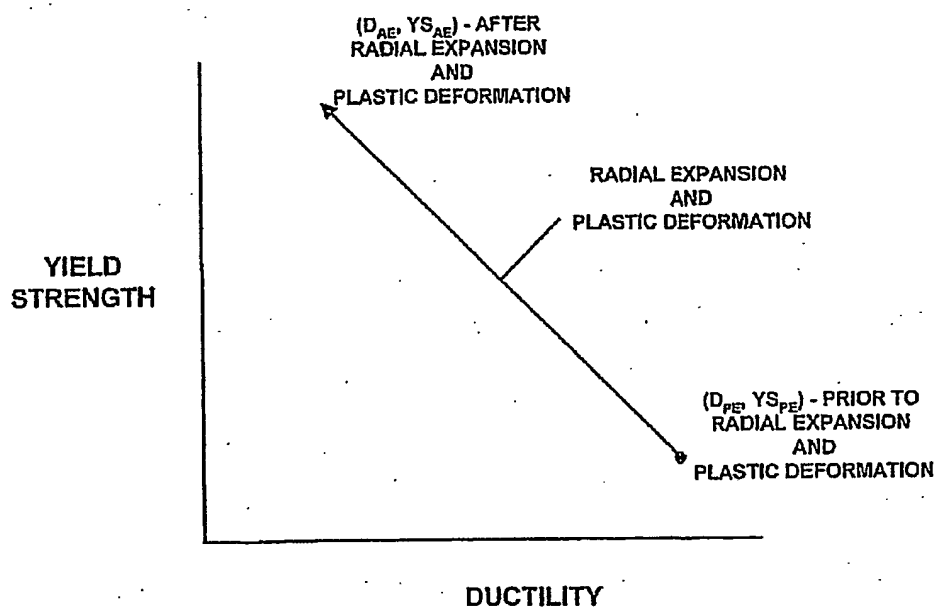 (D_AE, YS_AE) - AFTER
RADIAL EXPANSION
AND
PLASTIC DEFORMATION
RADIAL EXPANSION
AND
PLASTIC DEFORMATION
YIELD
STRENGTH
(D_PE, YS_PE) - PRIOR TO
RADIAL EXPANSION
AND
PLASTIC DEFORMATION
DUCTILITY